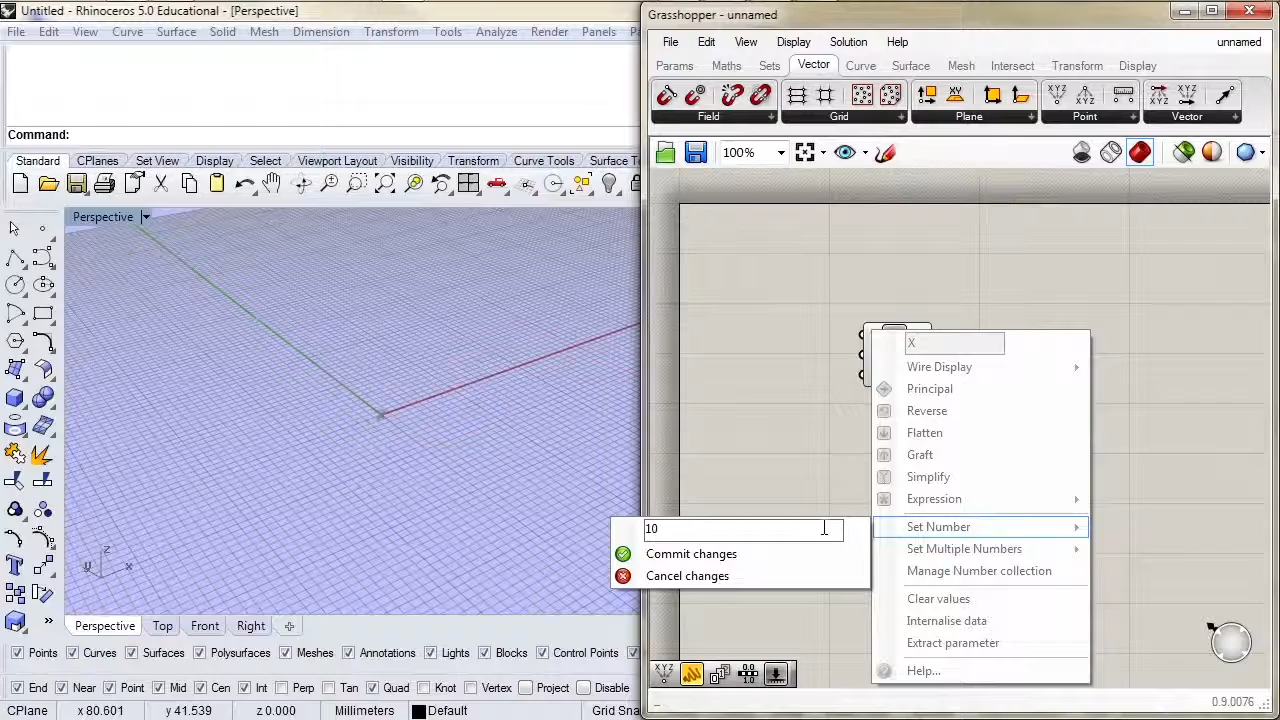 Untitled - Rhinoceros 5.0 Educational - [Perspective]
File Edit View Curve Surface Solid Mesh Dimension Transform Tools Analyze Render Panels
Command:
Standard CPlanes Set View Display Select Viewport Layout Visibility Transform Curve Tools Surface To
Perspective
z
y x
Perspective Top Front Right
Points Curves Surfaces Polysurfaces Meshes Annotations Lights Blocks Control Points
End Near Point Mid Cen Int Perp Tan Quad Knot Vertex Project Disable
CPlane x 80.601 y 41.539 z 0.000 Millimeters Default Grid Sna
Grasshopper - unnamed
File Edit View Display Solution Help unnamed
Params Maths Sets Vector Curve Surface Mesh Intersect Transform Display
Field Grid Plane Point Vector
100%
X
Wire Display
Principal
Reverse
Flatten
Graft
Simplify
Expression
Set Number
Set Multiple Numbers
Manage Number collection
Clear values
Internalise data
Extract parameter
Help...
10
Commit changes
Cancel changes
0.9.0076